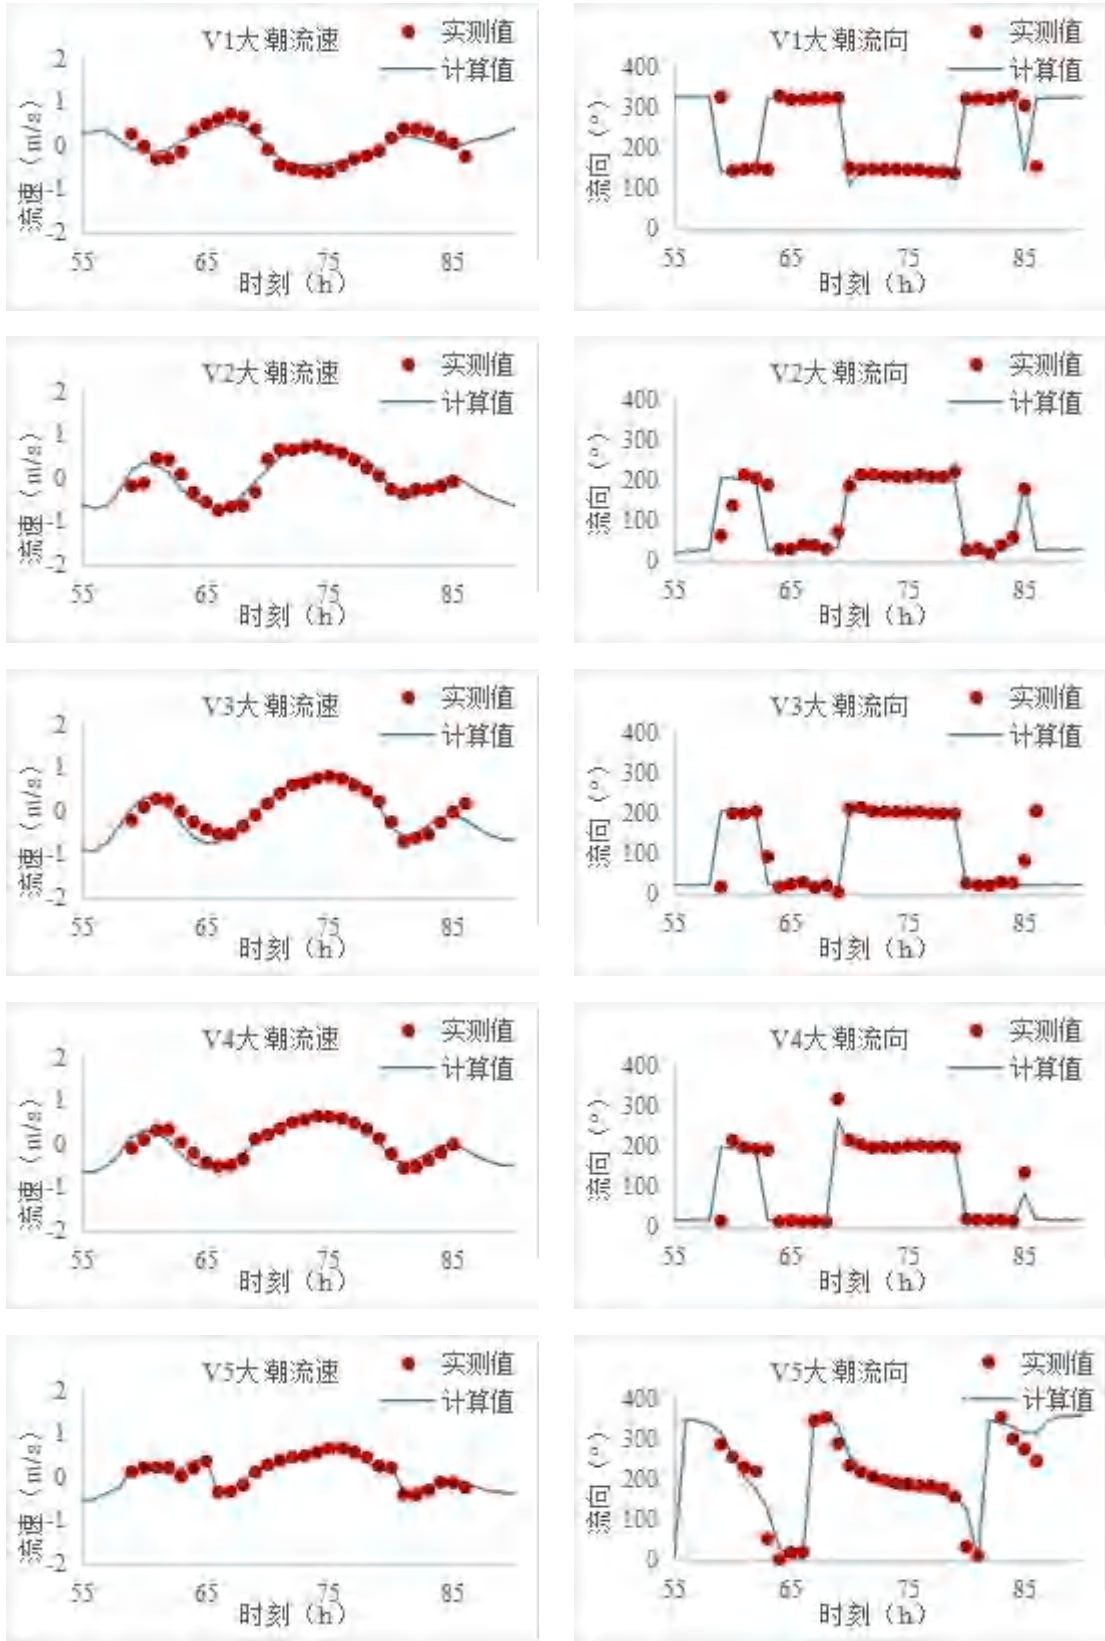 V1大潮流速
实测值
计算值
2
1
0
-1
-2
流速（m/s）
55
65
75
85
时刻（h）
V1大潮流向
实测值
计算值
400
300
200
100
0
流向（°）
55
65
75
85
时刻（h）
V2大潮流速
实测值
计算值
2
1
0
-1
-2
流速（m/s）
55
65
75
85
时刻（h）
V2大潮流向
实测值
计算值
400
300
200
100
0
流向（°）
55
65
75
85
时刻（h）
V3大潮流速
实测值
计算值
2
1
0
-1
-2
流速（m/s）
55
65
75
85
时刻（h）
V3大潮流向
实测值
计算值
400
300
200
100
0
流向（°）
55
65
75
85
时刻（h）
V4大潮流速
实测值
计算值
2
1
0
-1
-2
流速（m/s）
55
65
75
85
时刻（h）
V4大潮流向
实测值
计算值
400
300
200
100
0
流向（°）
55
65
75
85
时刻（h）
V5大潮流速
实测值
计算值
2
1
0
-1
-2
流速（m/s）
55
65
75
85
时刻（h）
V5大潮流向
实测值
计算值
400
300
200
100
0
流向（°）
55
65
75
85
时刻（h）